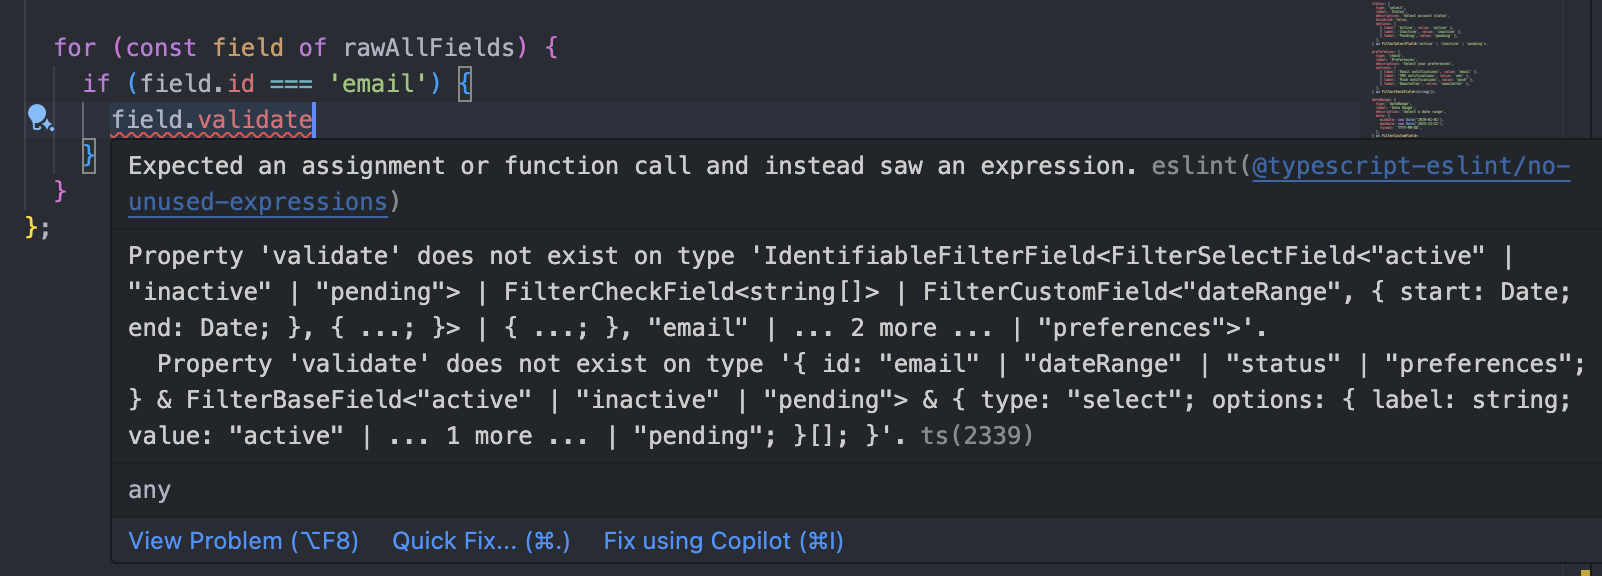 for (const field of rawAllFields) {
if (field.id === 'email') {
field.validate
}
}
};
Expected an assignment or function call and instead saw an expression. eslint(@typescript-eslint/no-
unused-expressions)
Property 'validate' does not exist on type 'IdentifiableFilterField<FilterSelectField<"active" |
"inactive" | "pending"> | FilterCheckField<string[]> | FilterCustomField<"dateRange", { start: Date;
end: Date; }, { ...; }> | { ...; }, "email" | ... 2 more ... | "preferences">'.
Property 'validate' does not exist on type '{ id: "email" | "dateRange" | "status" | "preferences";
} & FilterBaseField<"active" | "inactive" | "pending"> & { type: "select"; options: { label: string;
value: "active" | ... 1 more ... | "pending"; }[]; }'. ts(2339)
any
View Problem (⌥F8) Quick Fix... (⌘.) Fix using Copilot (⌘I)